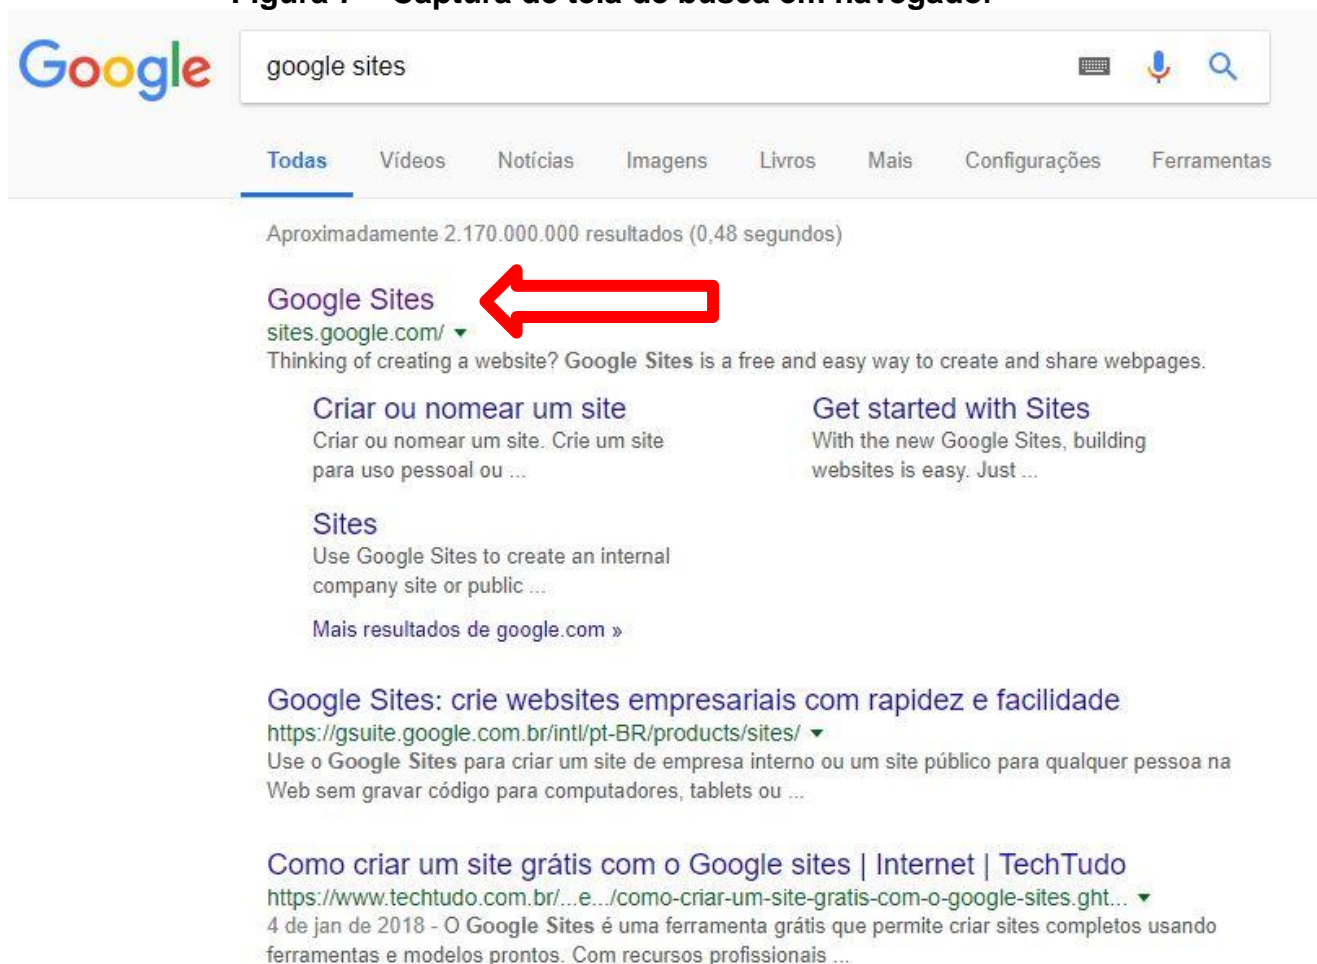 Figura 7 – Captura de tela de busca em navegador
Google
google sites
Todas Vídeos Notícias Imagens Livros Mais Configurações Ferramentas
Aproximadamente 2.170.000.000 resultados (0,48 segundos)
Google Sites
sites.google.com/
Thinking of creating a website? Google Sites is a free and easy way to create and share webpages.
Criar ou nomear um site
Criar ou nomear um site. Crie um site
para uso pessoal ou ...
Get started with Sites
With the new Google Sites, building
websites is easy. Just ...
Sites
Use Google Sites to create an internal
company site or public ...
Mais resultados de google.com »
Google Sites: crie websites empresariais com rapidez e facilidade
https://gsuite.google.com.br/intl/pt-BR/products/sites/
Use o Google Sites para criar um site de empresa interno ou um site público para qualquer pessoa na
Web sem gravar código para computadores, tablets ou ...
Como criar um site grátis com o Google sites | Internet | TechTudo
https://www.techtudo.com.br/...e.../como-criar-um-site-gratis-com-o-google-sites.ght...
4 de jan de 2018 - O Google Sites é uma ferramenta grátis que permite criar sites completos usando
ferramentas e modelos prontos. Com recursos profissionais ...